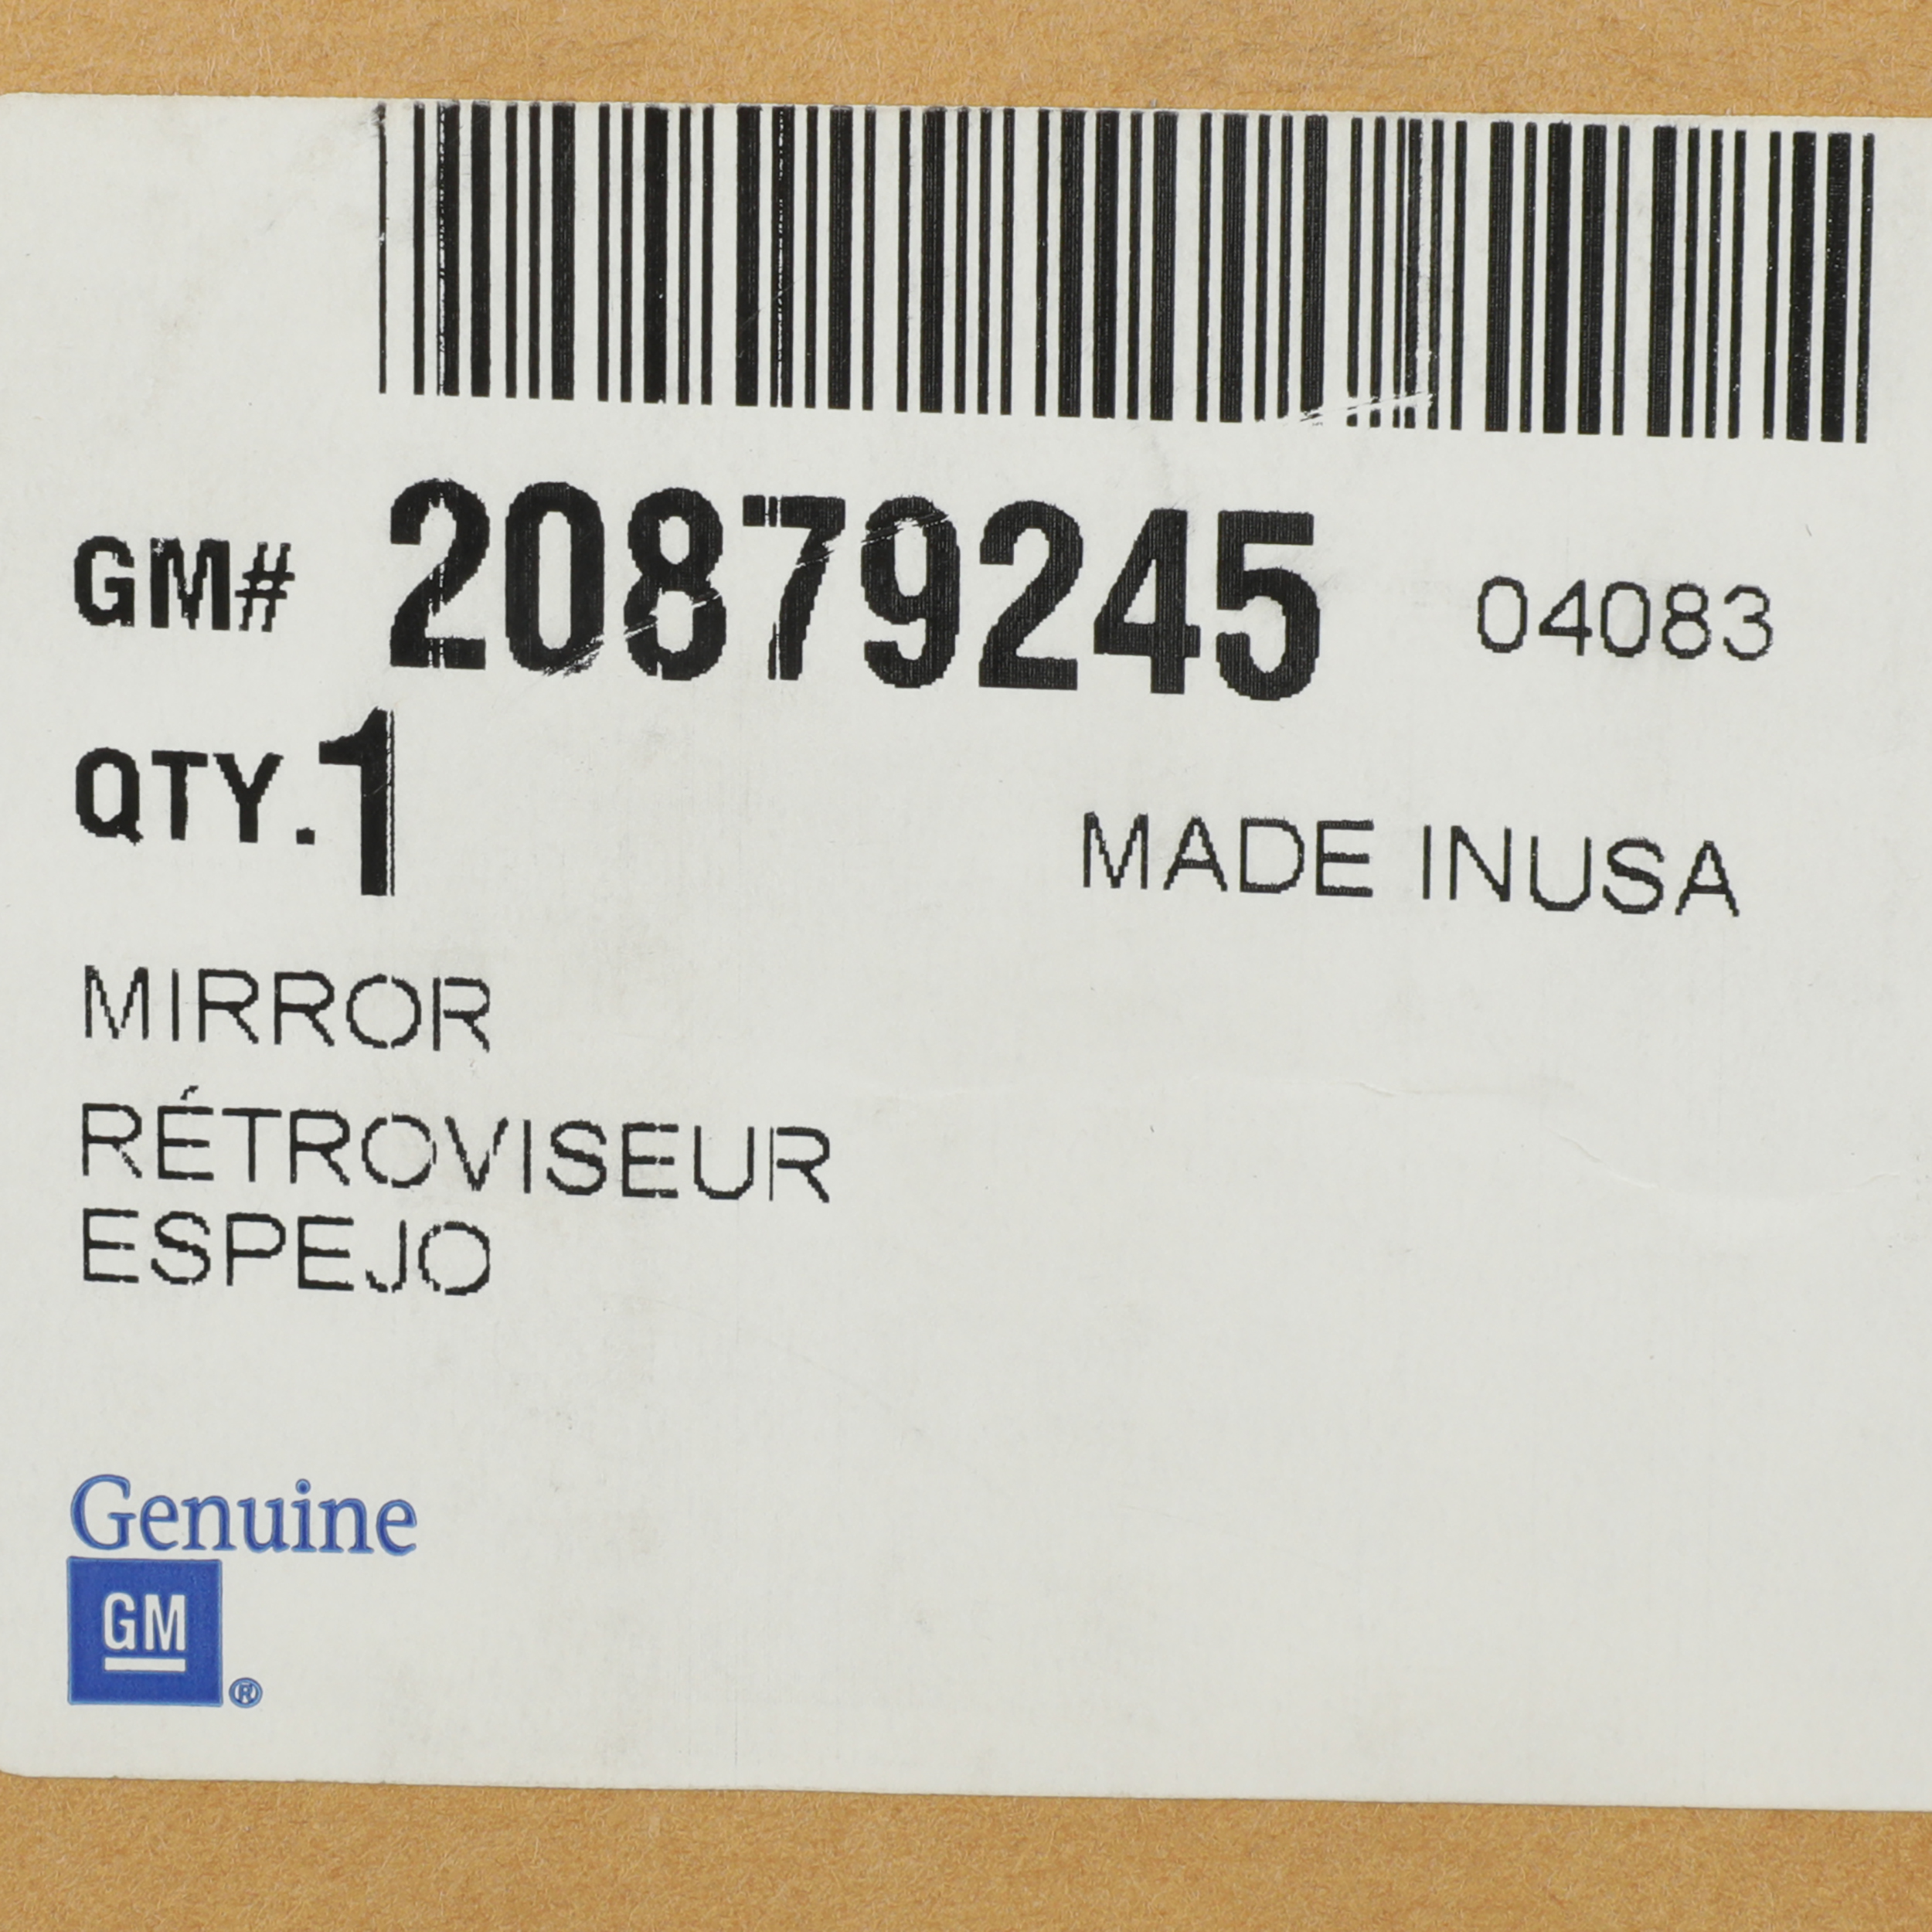 GM# 20879245 04083
QTY.1
MADE INUSA
MIRROR
RÉTROVISEUR
ESPEJO
Genuine
GM
®